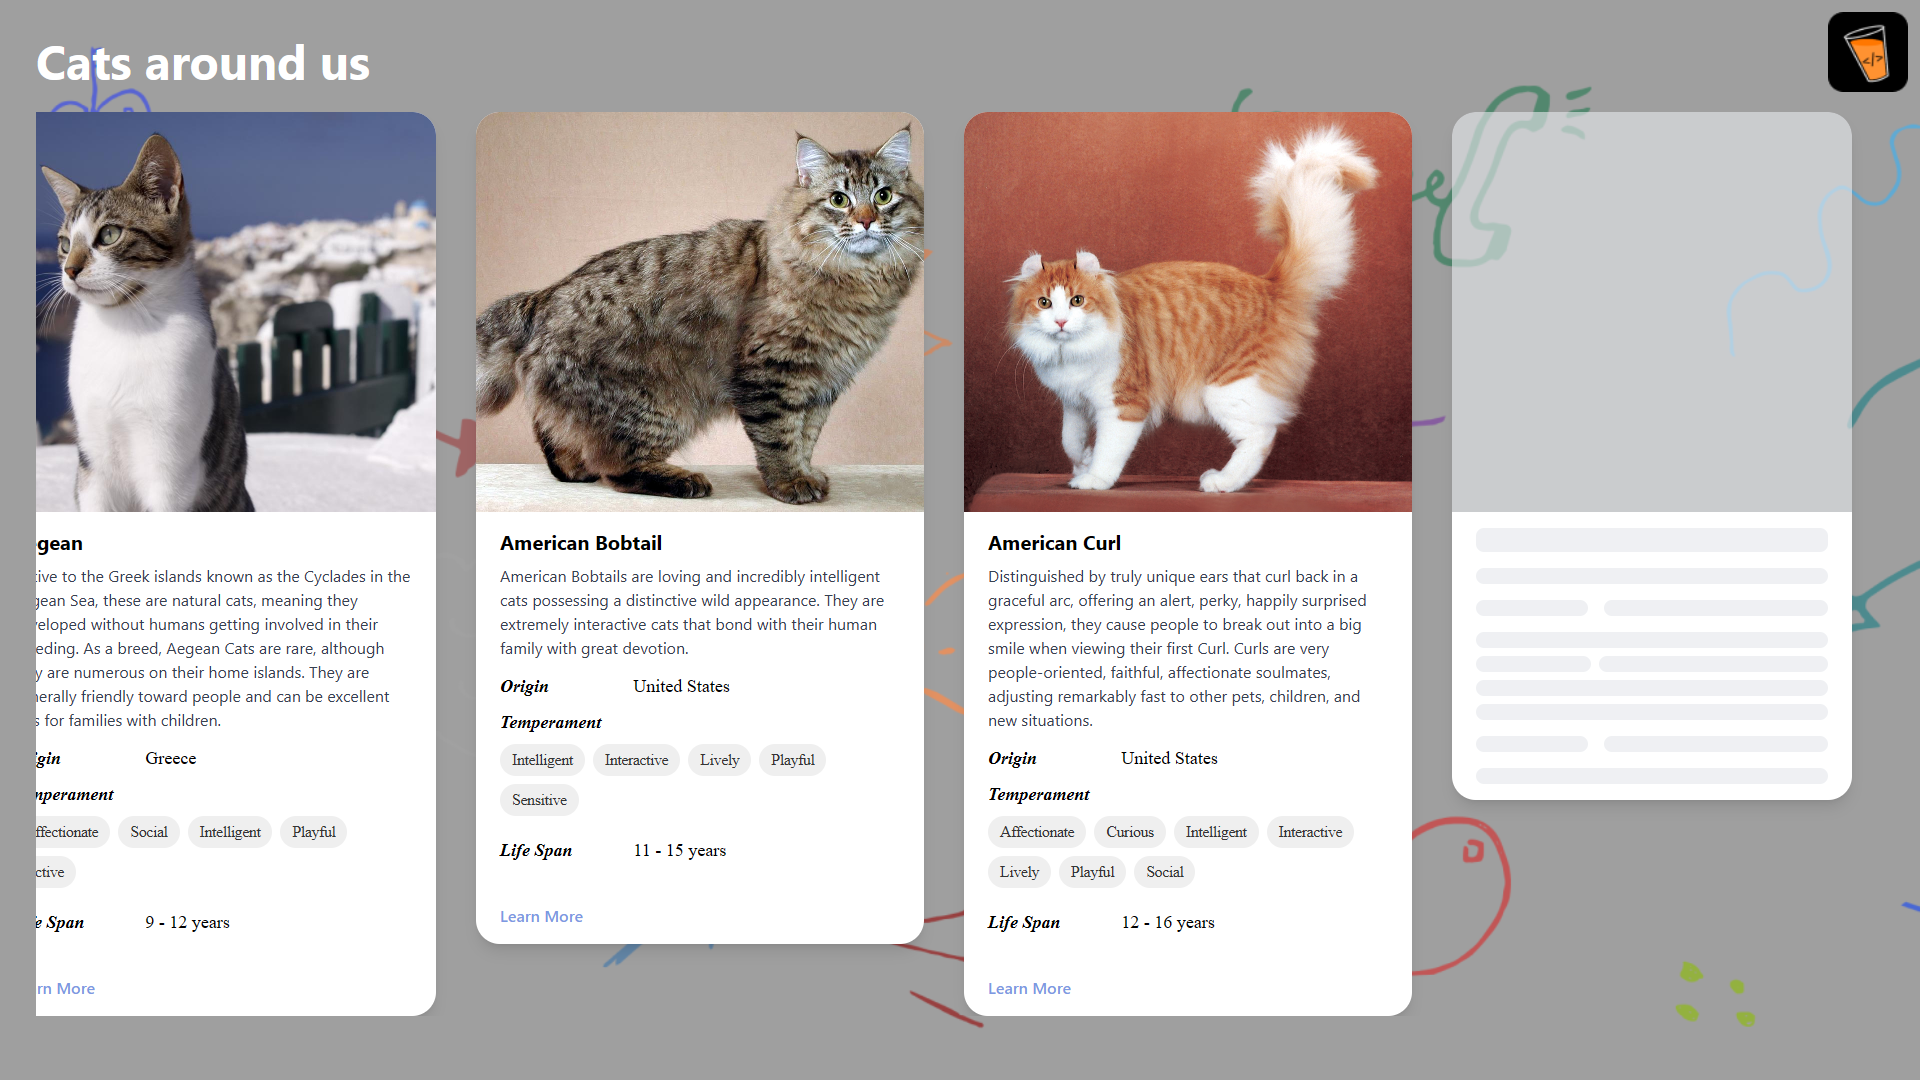 Cats around us
</>
gean
ive to the Greek islands known as the Cyclades in the
gean Sea, these are natural cats, meaning they
veloped without humans getting involved in their
eding. As a breed, Aegean Cats are rare, although
y are numerous on their home islands. They are
nerally friendly toward people and can be excellent
s for families with children.
gin Greece
mperament
ffectionate Social Intelligent Playful
ctive
e Span 9 - 12 years
rn More
American Bobtail
American Bobtails are loving and incredibly intelligent
cats possessing a distinctive wild appearance. They are
extremely interactive cats that bond with their human
family with great devotion.
Origin United States
Temperament
Intelligent Interactive Lively Playful
Sensitive
Life Span 11 - 15 years
Learn More
American Curl
Distinguished by truly unique ears that curl back in a
graceful arc, offering an alert, perky, happily surprised
expression, they cause people to break out into a big
smile when viewing their first Curl. Curls are very
people-oriented, faithful, affectionate soulmates,
adjusting remarkably fast to other pets, children, and
new situations.
Origin United States
Temperament
Affectionate Curious Intelligent Interactive
Lively Playful Social
Life Span 12 - 16 years
Learn More